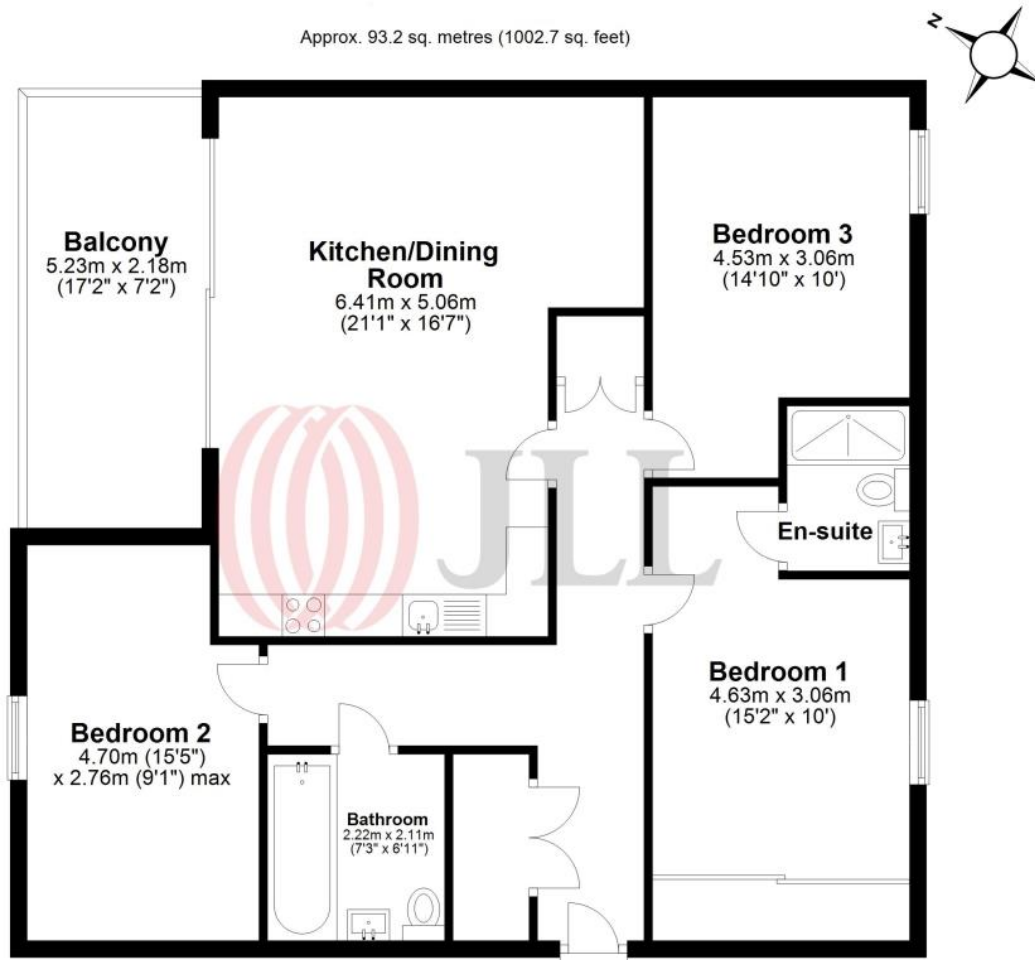 Approx. 93.2 sq. metres (1002.7 sq. feet)
Z
Balcony
5.23m x 2.18m
(17'2" x 7'2")
Kitchen/Dining
Room
6.41m x 5.06m
(21'1" x 16'7")
Bedroom 3
4.53m x 3.06m
(14'10" x 10')
JLL
En-suite
Bedroom 2
4.70m (15'5")
x 2.76m (9'1") max
Bathroom
2.22m x 2.11m
(7'3" x 6'11")
Bedroom 1
4.63m x 3.06m
(15'2" x 10')